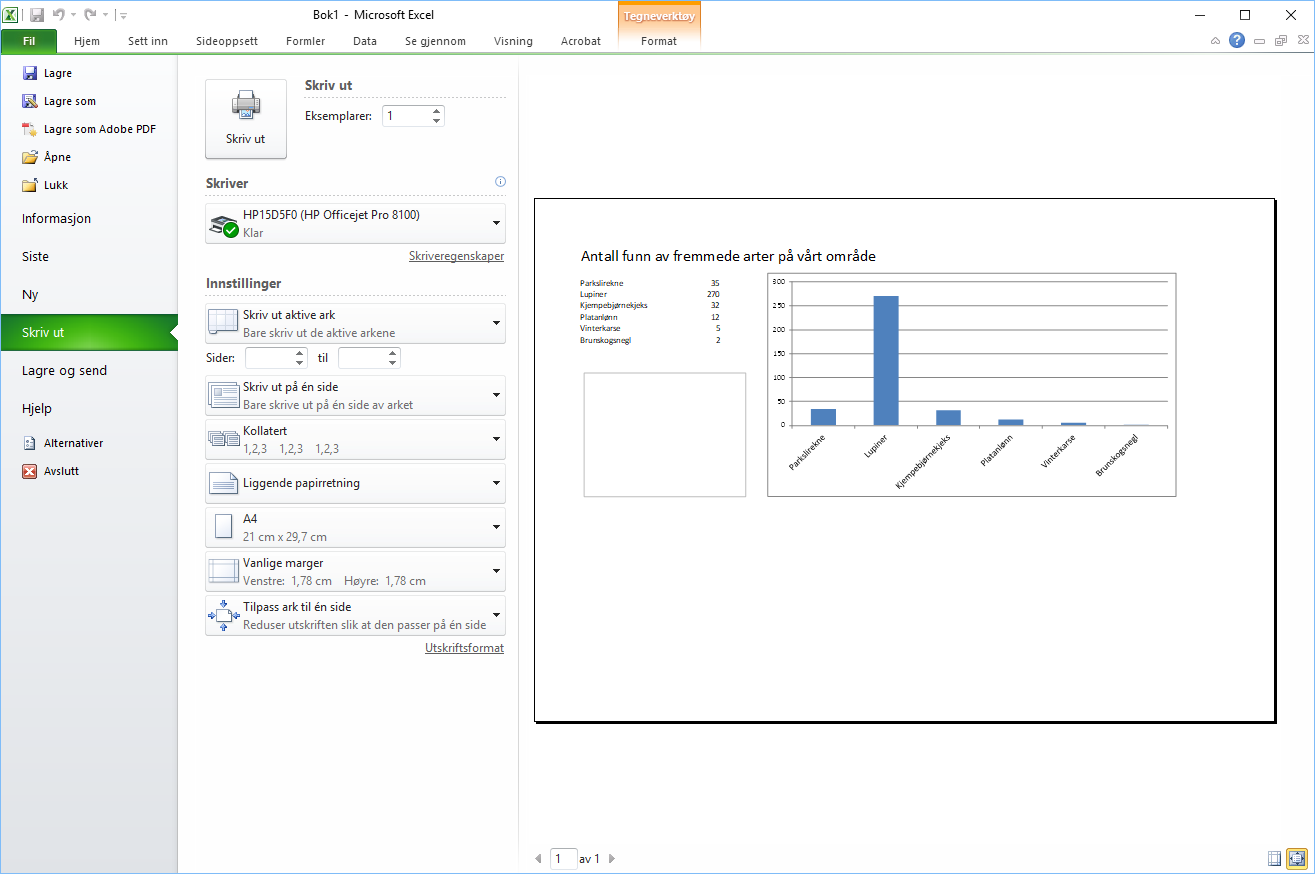 Bok1 - Microsoft Excel
Tegneverktøy
Fil Hjem Sett inn Sideoppsett Formler Data Se gjennom Visning Acrobat Format
Lagre
Lagre som
Lagre som Adobe PDF
Åpne
Lukk
Informasjon
Siste
Ny
Skriv ut
Lagre og send
Hjelp
Alternativer
Avslutt
Skriv ut
Skriv ut
Eksemplarer: 1
Skriver
HP15D5F0 (HP Officejet Pro 8100)
Klar
Skriveregenskaper
Innstillinger
Skriv ut aktive ark
Bare skriv ut de aktive arkene
Sider: til
Skriv ut på én side
Bare skrive ut på én side av arket
Kollatert
1,2,3 1,2,3 1,2,3
Liggende papirretning
A4
21 cm x 29,7 cm
Vanlige marger
Venstre: 1,78 cm Høyre: 1,78 cm
Tilpass ark til én side
Reduser utskriften slik at den passer på én side
Utskriftsformat
Antall funn av fremmede arter på vårt område
Parkslirekne 35
Lupiner 270
Kjempebjørnekjeks 32
Platanlønn 12
Vinterkarse 5
Brunskogsnegl 2
300
250
200
150
100
50
0
Parkslirekne
Lupiner
Kjempebjørnekjeks
Platanlønn
Vinterkarse
Brunskogsnegl
1 av 1